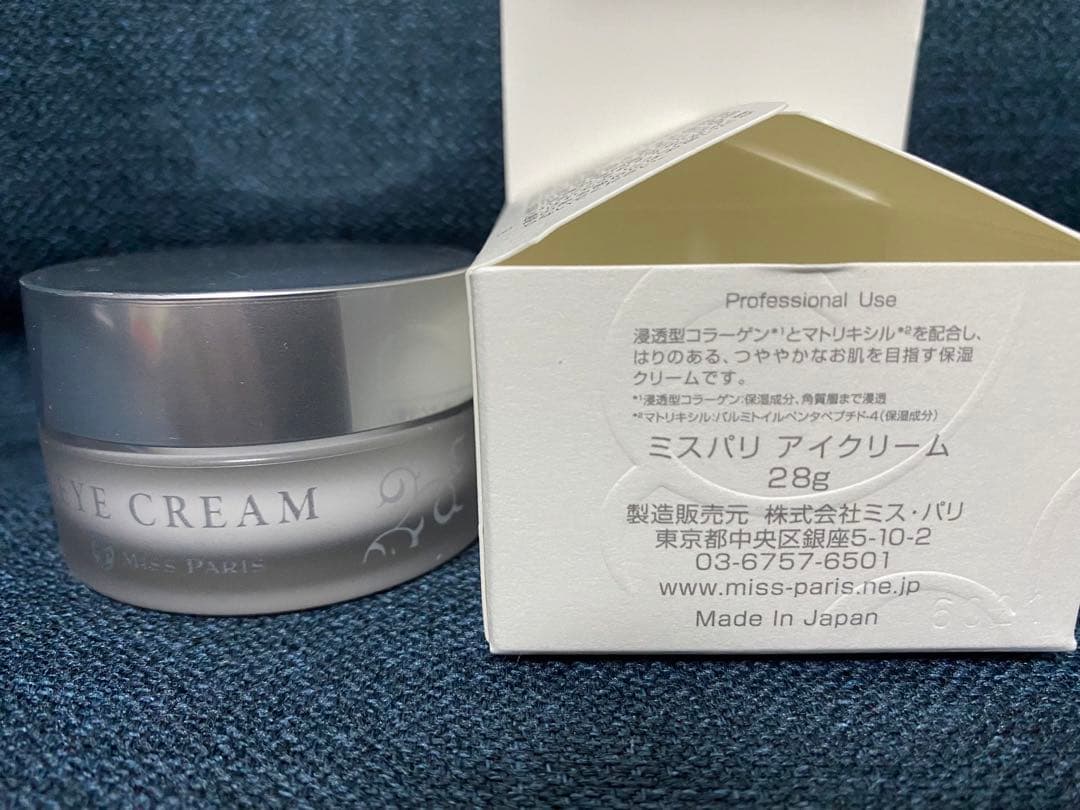 EYE CREAM
MISS PARIS
Professional Use
浸透型コラーゲン*1とマトリキシル*2を配合し、
はりのある、つややかなお肌を目指す保湿
クリームです。
*1浸透型コラーゲン:保湿成分、角質層まで浸透
*2マトリキシル:パルミトイルペンタペプチド-4(保湿成分)
ミスパリ アイクリーム
28g
製造販売元 株式会社ミス・パリ
東京都中央区銀座5-10-2
03-6757-6501
www.miss-paris.ne.jp
Made In Japan